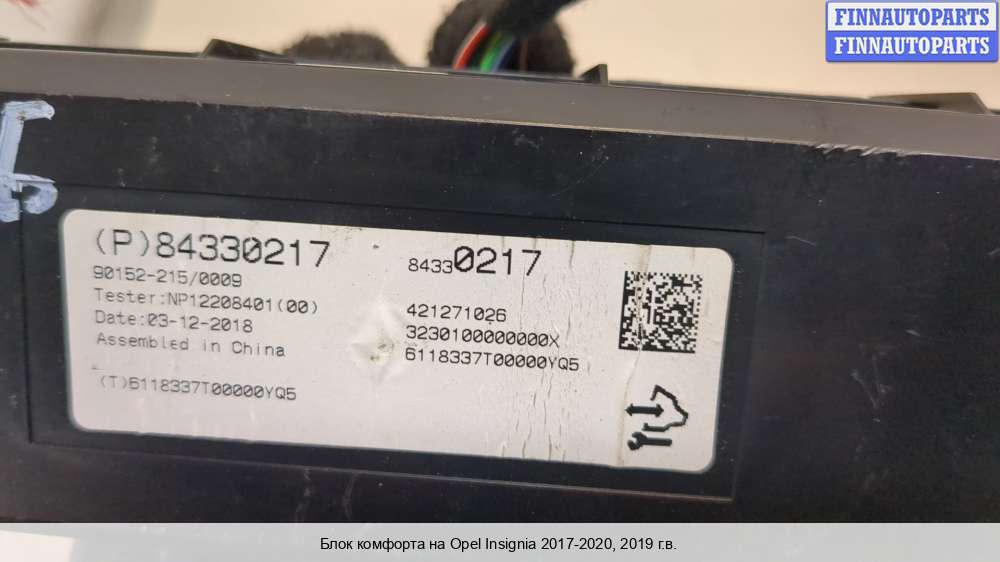 FINNAUTOPARTS
FINNAUTOPARTS
(P)84330217
90152-215/0009
Tester:NP12208401(00)
Date:03-12-2018
Assembled in China
(T)6118337T00000YQ5
84330217
421271026
3230100000000X
6118337T00000YQ5
Блок комфорта на Opel Insignia 2017-2020, 2019 г.в.